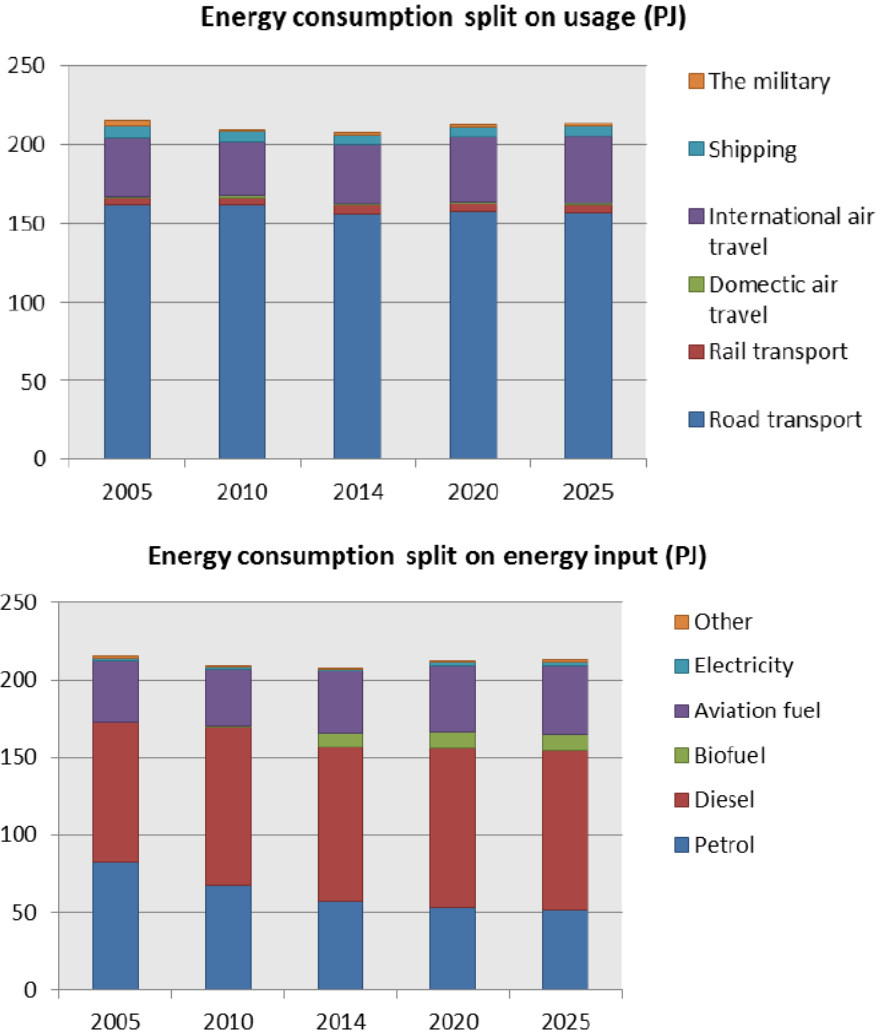 Energy consumption split on usage (PJ)
250
200
150
100
50
0
2005
2010
2014
2020
2025
The military
Shipping
International air
travel
Domectic air
travel
Rail transport
Road transport
Energy consumption split on energy input (PJ)
250
200
150
100
50
0
2005
2010
2014
2020
2025
Other
Electricity
Aviation fuel
Biofuel
Diesel
Petrol